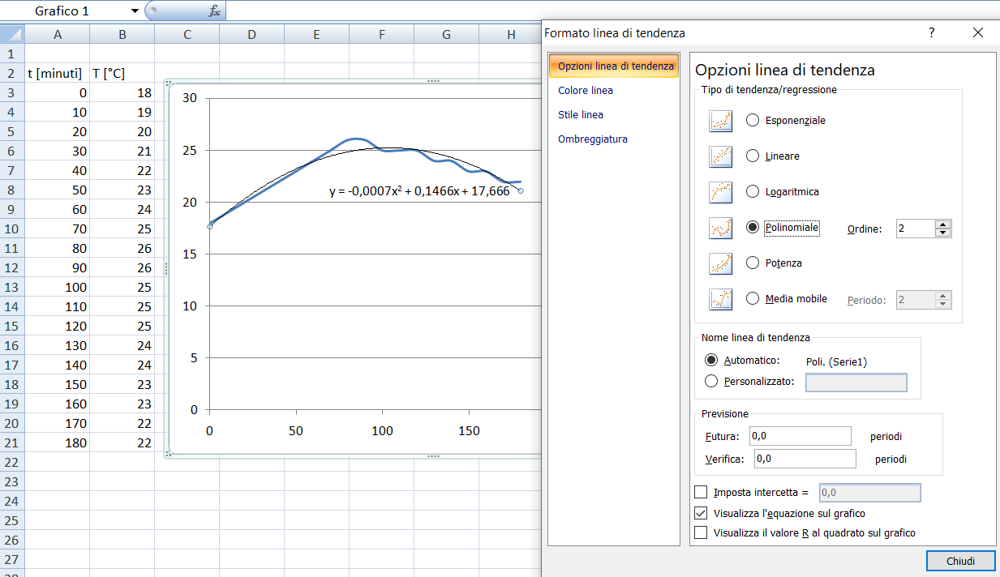 Grafico 1
fx
A B C D E F G H
1
2 t [minuti] T [°C]
3 0 18
4 10 19
5 20 20
6 30 21
7 40 22
8 50 23
9 60 24
10 70 25
11 80 26
12 90 26
13 100 25
14 110 25
15 120 25
16 130 24
17 140 24
18 150 23
19 160 23
20 170 22
21 180 22
22
23
24
25
26
27
28
30
25
20
15
10
5
0
0 50 100 150
y = -0,0007x² + 0,1466x + 17,666
Formato linea di tendenza ?
Opzioni linea di tendenza
Colore linea
Stile linea
Ombreggiatura
Opzioni linea di tendenza
Tipo di tendenza/regressione
Esponenziale
Lineare
Logaritmica
Polinomiale Ordine: 2
Potenza
Media mobile Periodo: 2
Nome linea di tendenza
Automatico: Poli. (Serie1)
Personalizzato:
Previsione
Futura: 0,0 periodi
Verifica: 0,0 periodi
Imposta intercetta = 0,0
Visualizza l'equazione sul grafico
Visualizza il valore R al quadrato sul grafico
Chiudi